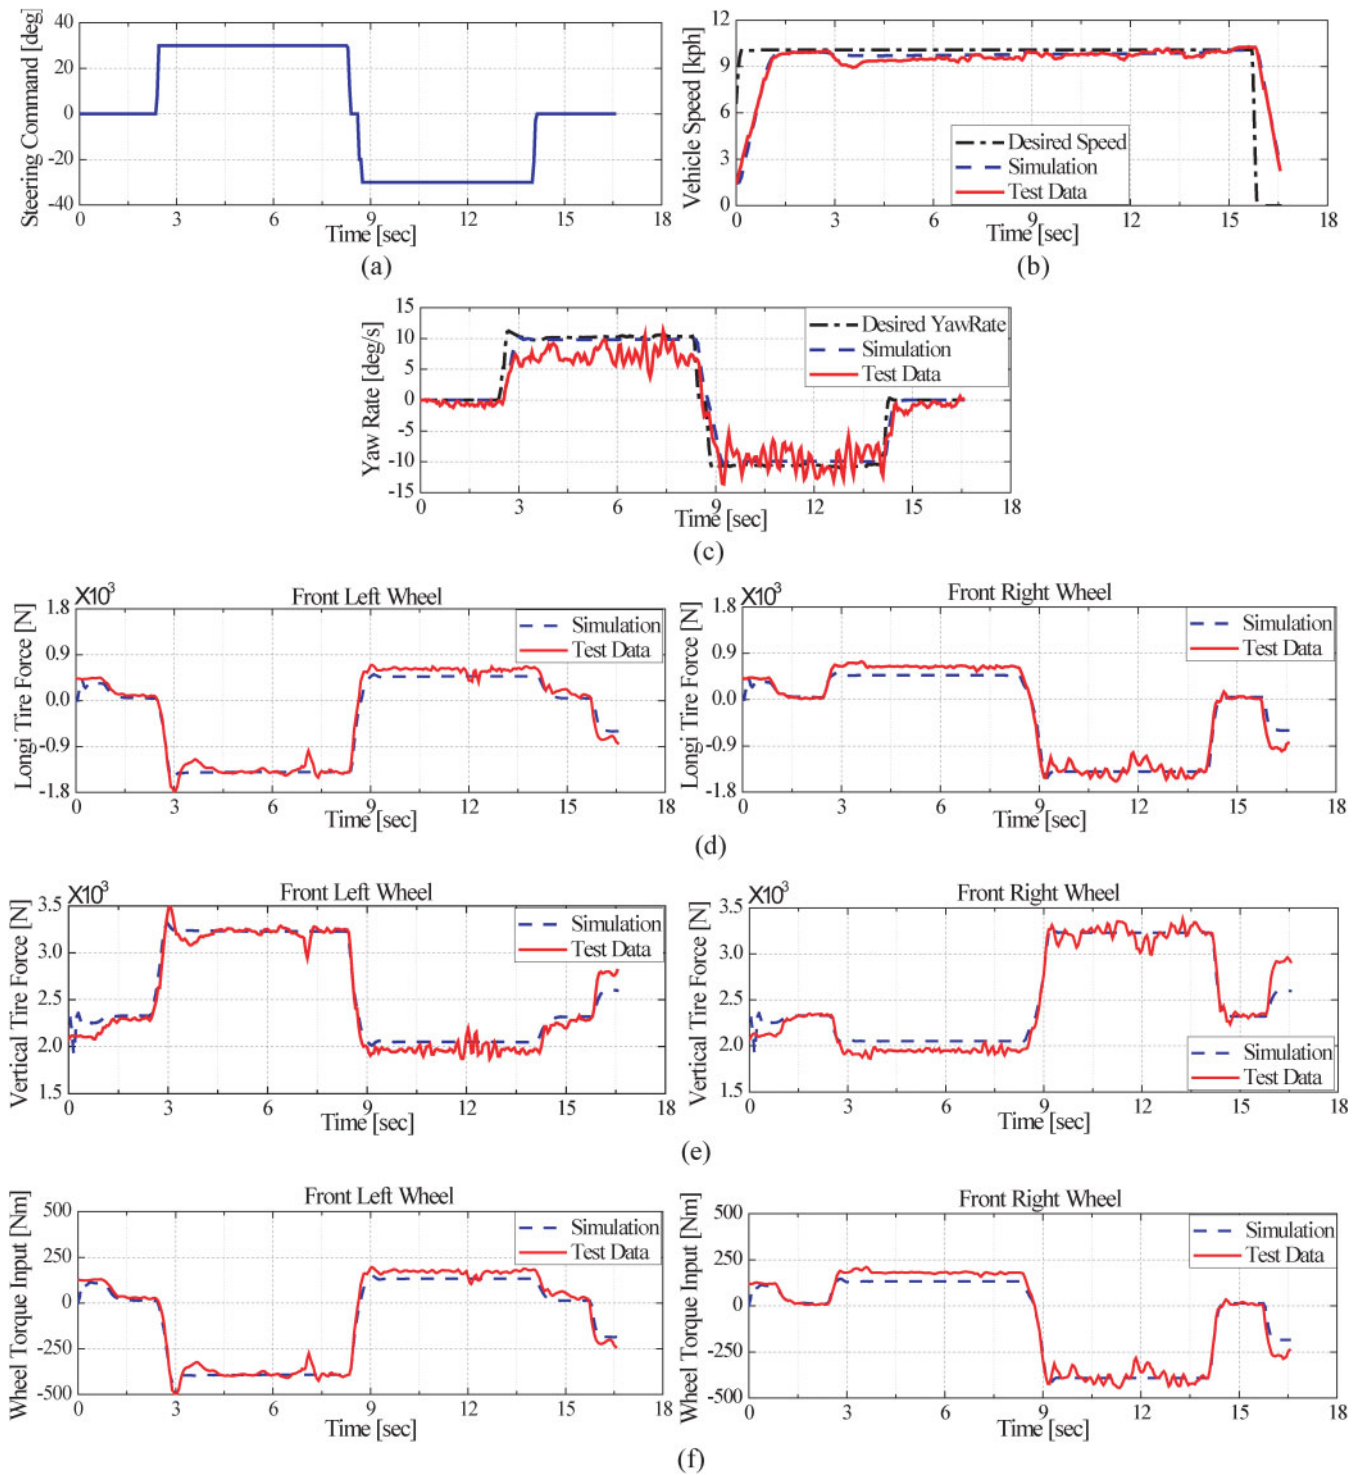 40
20
0
-20
-40
Steering Command [deg]
0 3 6 9 12 15 18
Time [sec]
(a)
12
9
6
3
0
Vehicle Speed [kph]
Desired Speed
Simulation
Test Data
0 3 6 9 12 15 18
Time [sec]
(b)
15
10
5
0
-5
-10
-15
Yaw Rate [deg/s]
Desired YawRate
Simulation
Test Data
0 3 6 9 12 15 18
Time [sec]
(c)
X10³
Front Left Wheel
1.8
0.9
0.0
-0.9
-1.8
Longi Tire Force [N]
Simulation
Test Data
0 3 6 9 12 15 18
Time [sec]
X10³
Front Right Wheel
1.8
0.9
0.0
-0.9
-1.8
Longi Tire Force [N]
Simulation
Test Data
0 3 6 9 12 15 18
Time [sec]
(d)
X10³
Front Left Wheel
3.5
3.0
2.5
2.0
1.5
Vertical Tire Force [N]
Simulation
Test Data
0 3 6 9 12 15 18
Time [sec]
X10³
Front Right Wheel
3.5
3.0
2.5
2.0
1.5
Vertical Tire Force [N]
Simulation
Test Data
0 3 6 9 12 15 18
Time [sec]
(e)
Front Left Wheel
500
250
0
-250
-500
Wheel Torque Input [Nm]
Simulation
Test Data
0 3 6 9 12 15 18
Time [sec]
Front Right Wheel
500
250
0
-250
-500
Wheel Torque Input [Nm]
Simulation
Test Data
0 3 6 9 12 15 18
Time [sec]
(f)